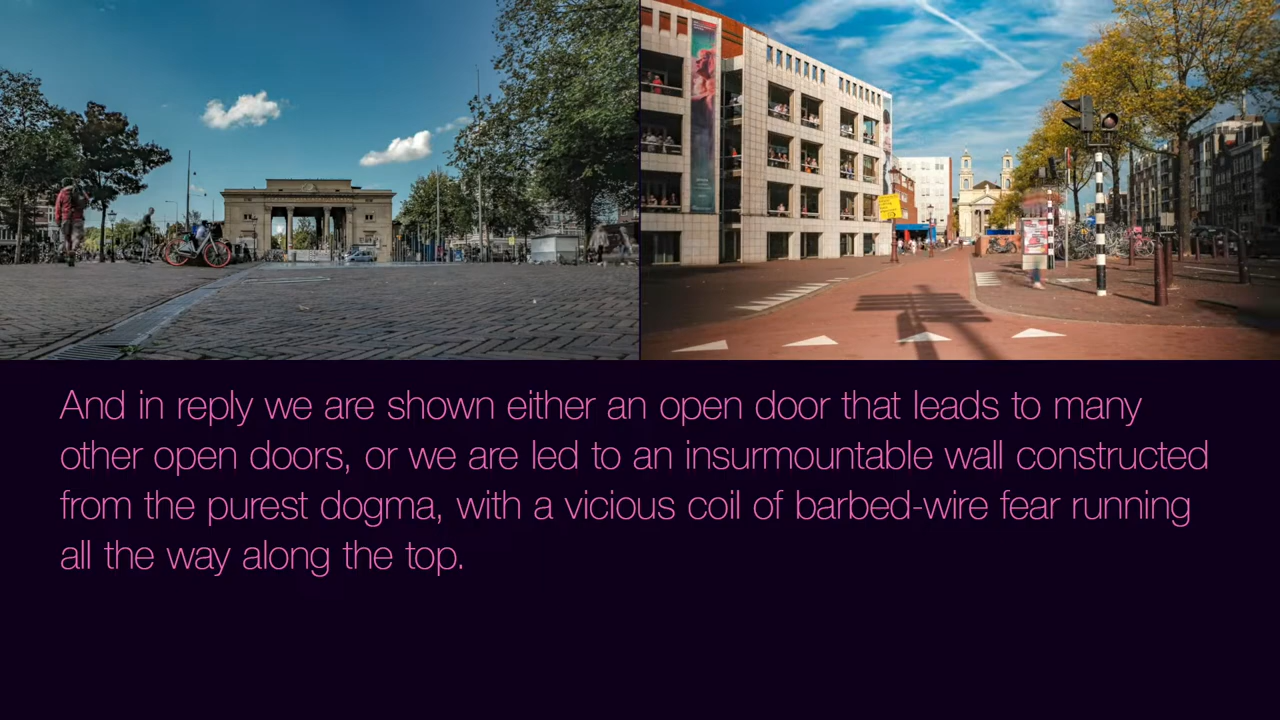 And in reply we are shown either an open door that leads to many
other open doors, or we are led to an insurmountable wall constructed
from the purest dogma, with a vicious coil of barbed-wire fear running
all the way along the top.